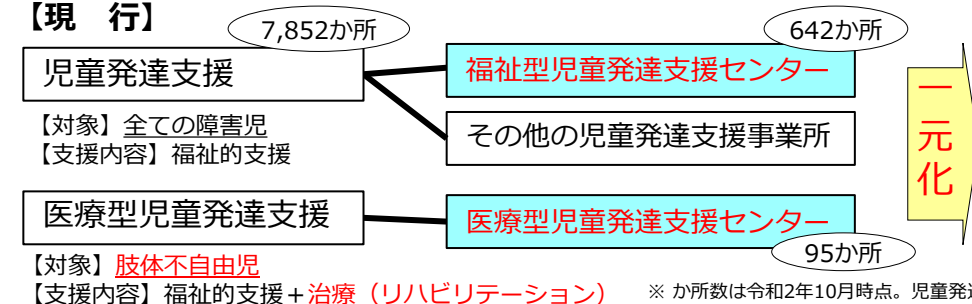 【現　行】
7,852か所
642か所
児童発達支援
福祉型児童発達支援センター
【対象】全ての障害児
【支援内容】福祉的支援
その他の児童発達支援事業所
一元化
医療型児童発達支援
医療型児童発達支援センター
95か所
【対象】肢体不自由児
【支援内容】福祉的支援＋治療（リハビリテーション）
※ か所数は令和2年10月時点。児童発